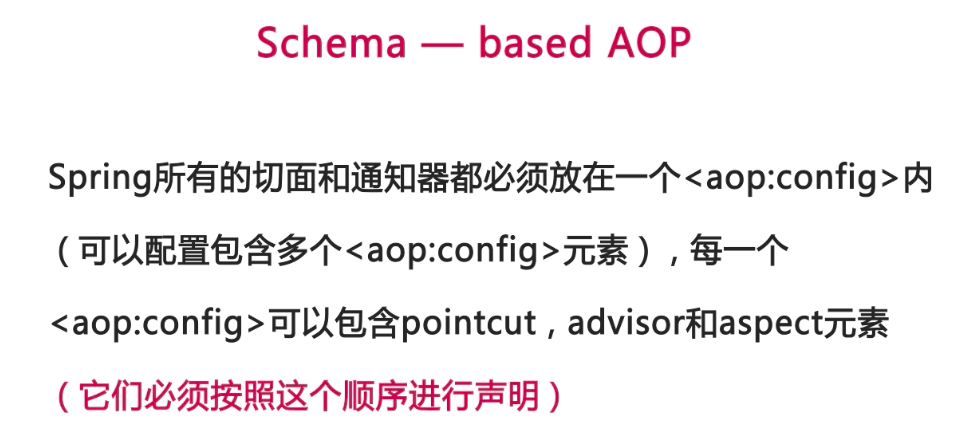 Schema — based AOP
Spring所有的切面和通知器都必须放在一个<aop:config>内
（可以配置包含多个<aop:config>元素），每一个
<aop:config>可以包含pointcut，advisor和aspect元素
（它们必须按照这个顺序进行声明）